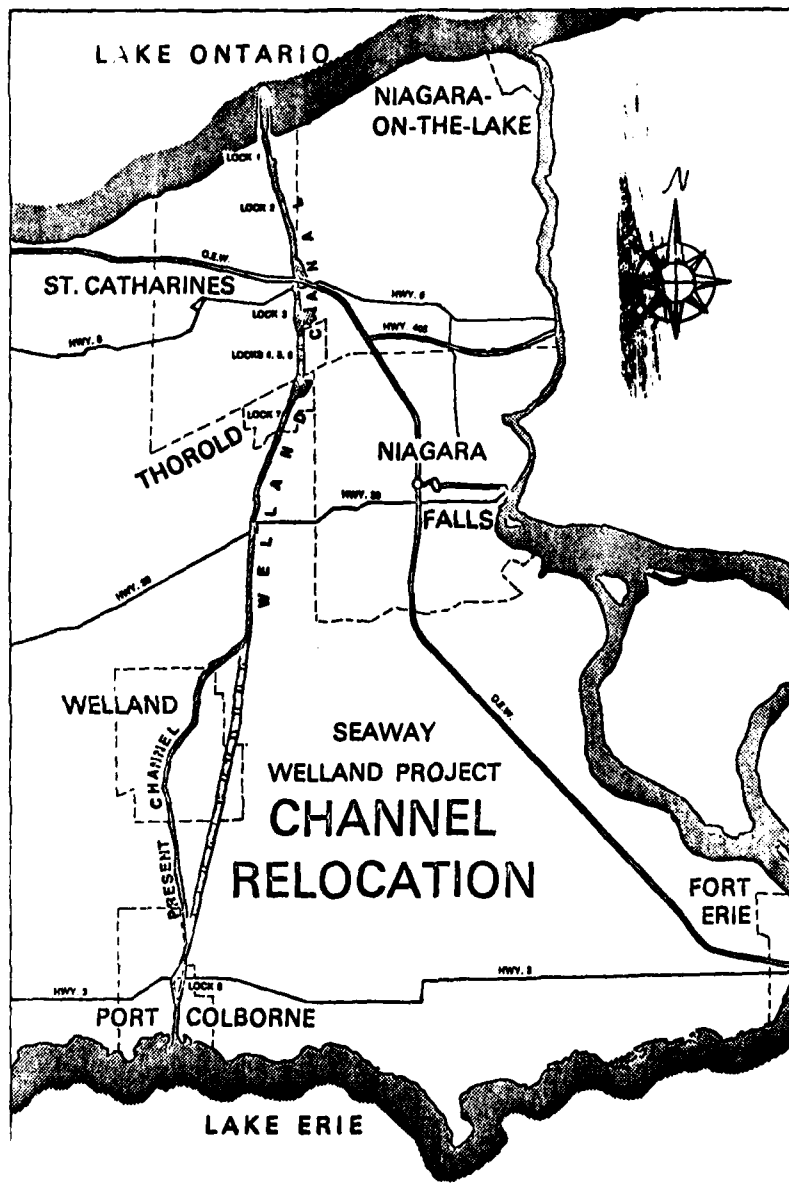 LAKE ONTARIO
NIAGARA-
ON-THE-LAKE
N
LOCK 1
LOCK 2
Q.E.W.
ST. CATHARINES
HWY. 8
LOCK 3
HWY. 405
HWY. 8
LOCKS 4, 5, 6
LOCK 7
THOROLD
WELLAND CANAL
NIAGARA
FALLS
HWY. 20
HWY. 20
WELLAND
PRESENT CHANNEL
SEAWAY
WELLAND PROJECT
CHANNEL
RELOCATION
Q.E.W.
FORT
ERIE
HWY. 3
LOCK 8
HWY. 3
PORT COLBORNE
LAKE ERIE